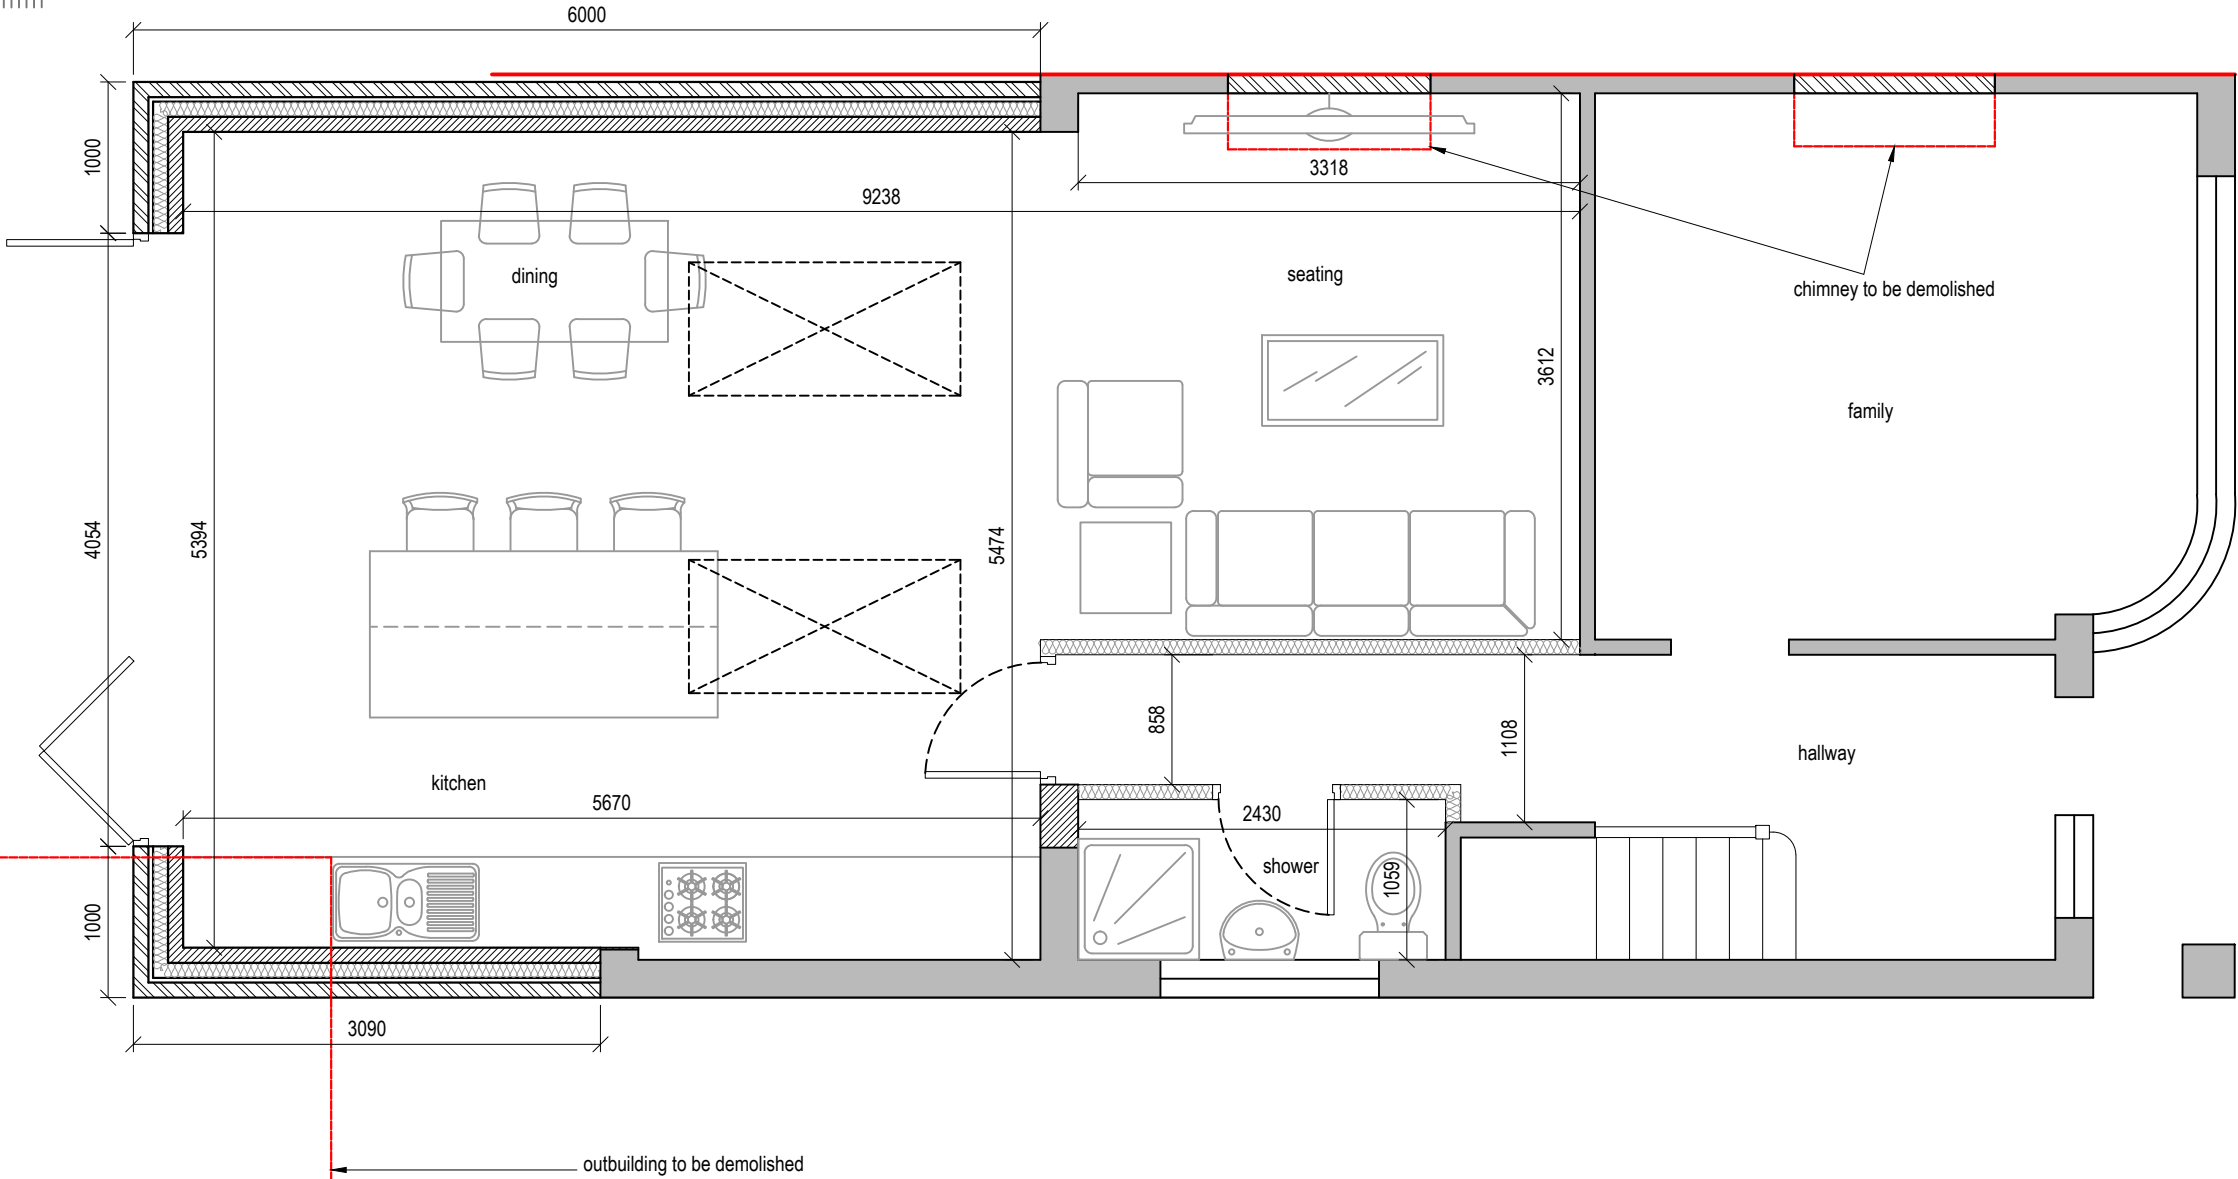 6000
1000
3318
9238
dining
seating
chimney to be demolished
3612
family
4054
5394
5474
858
1108
hallway
kitchen
5670
2430
shower
1059
1000
3090
outbuilding to be demolished